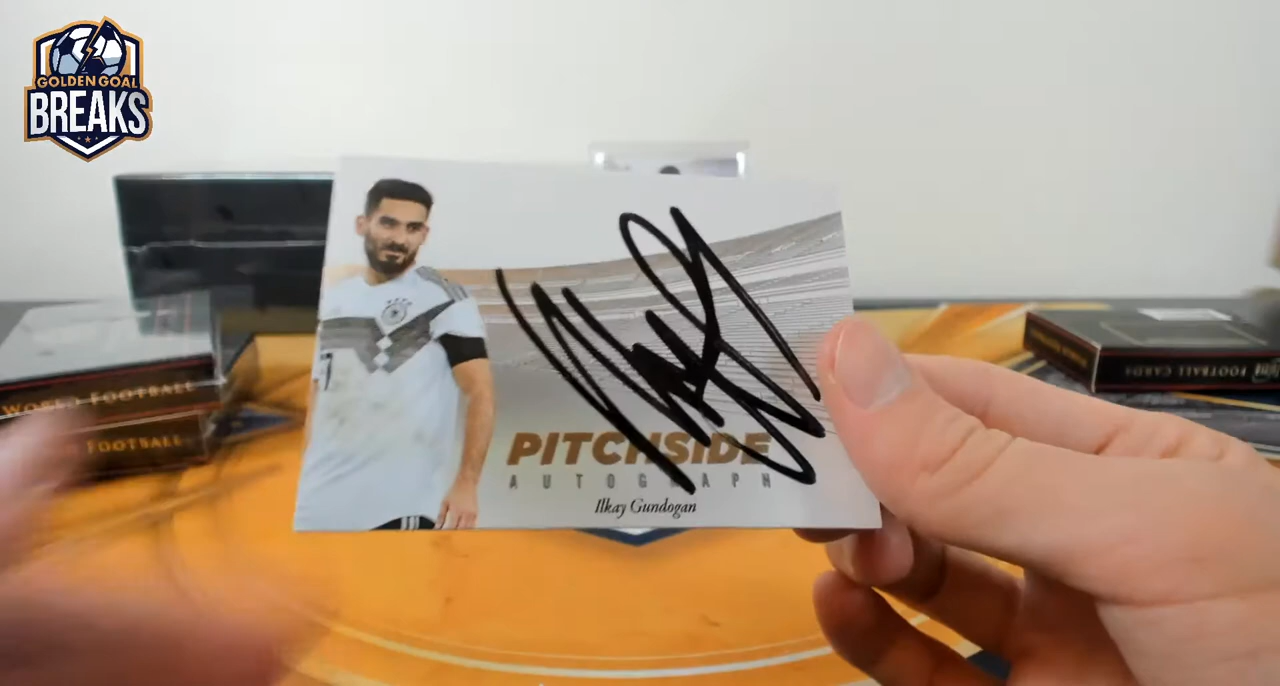 GOLDEN GOAL
BREAKS
PITCHSIDE
AUTOGRAPH
Ilkay Gundogan
WORLD FOOTBALL
FOOTBALL
FOOTBALL CARDS